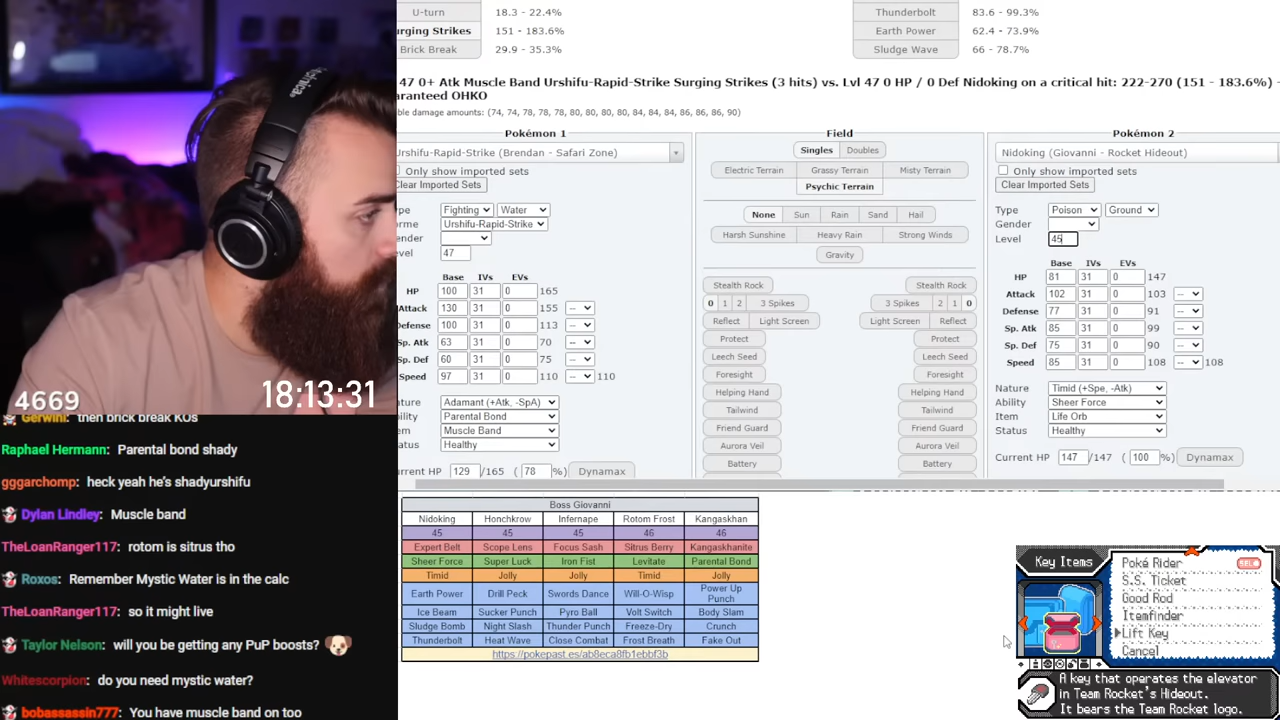 U-turn 18.3 - 22.4% Thunderbolt 83.6 - 99.3%
urging Strikes 151 - 183.6% Earth Power 62.4 - 73.9%
Brick Break 29.9 - 35.3% Sludge Wave 66 - 78.7%
47 0+ Atk Muscle Band Urshifu-Rapid-Strike Surging Strikes (3 hits) vs. Lvl 47 0 HP / 0 Def Nidoking on a critical hit: 222-270 (151 - 183.6%) -
aranteed OHKO
ble damage amounts: (74, 74, 78, 78, 78, 80, 80, 80, 80, 84, 84, 84, 86, 86, 86, 90)
Pokémon 1
Urshifu-Rapid-Strike (Brendan - Safari Zone)
Only show imported sets
Clear Imported Sets
ype Fighting Water
orme Urshifu-Rapid-Strike
ender
evel 47
Base IVs EVs
HP 100 31 0 165
Attack 130 31 0 155 --
Defense 100 31 0 113 --
Sp. Atk 63 31 0 70 --
Sp. Def 60 31 0 75 --
Speed 97 31 0 110 -- 110
ature Adamant (+Atk, -SpA)
bility Parental Bond
em Muscle Band
tatus Healthy
urrent HP 129 /165 ( 78 %) Dynamax
Field
Singles Doubles
Electric Terrain Grassy Terrain Misty Terrain
Psychic Terrain
None Sun Rain Sand Hail
Harsh Sunshine Heavy Rain Strong Winds
Gravity
Stealth Rock Stealth Rock
0 1 2 3 Spikes 3 Spikes 2 1 0
Reflect Light Screen Light Screen Reflect
Protect Protect
Leech Seed Leech Seed
Foresight Foresight
Helping Hand Helping Hand
Tailwind Tailwind
Friend Guard Friend Guard
Aurora Veil Aurora Veil
Battery Battery
Pokémon 2
Nidoking (Giovanni - Rocket Hideout)
Only show imported sets
Clear Imported Sets
Type Poison Ground
Gender
Level 45
Base IVs EVs
HP 81 31 0 147
Attack 102 31 0 103 --
Defense 77 31 0 91 --
Sp. Atk 85 31 0 99 --
Sp. Def 75 31 0 90 --
Speed 85 31 0 108 -- 108
Nature Timid (+Spe, -Atk)
Ability Sheer Force
Item Life Orb
Status Healthy
Current HP 147 /147 ( 100 %) Dynamax
4669 18:13:31
Gerwini: then brick break KOs
Raphael Hermann: Parental bond shady
gggarchomp: heck yeah he's shadyurshifu
Dylan Lindley: Muscle band
TheLoanRanger117: rotom is sitrus tho
Roxos: Remember Mystic Water is in the calc
TheLoanRanger117: so it might live
Taylor Nelson: will you be getting any PuP boosts?
Whitescorpion: do you need mystic water?
bobassassin777: You have muscle band on too
Boss Giovanni
Nidoking Honchkrow Infernape Rotom Frost Kangaskhan
45 45 45 46 46
Expert Belt Scope Lens Focus Sash Sitrus Berry Kangaskhanite
Sheer Force Super Luck Iron Fist Levitate Parental Bond
Timid Jolly Jolly Timid Jolly
Earth Power Drill Peck Swords Dance Will-O-Wisp Power Up Punch
Ice Beam Sucker Punch Pyro Ball Volt Switch Body Slam
Sludge Bomb Night Slash Thunder Punch Freeze-Dry Crunch
Thunderbolt Heat Wave Close Combat Frost Breath Fake Out
https://pokepast.es/ab8eca8fb1ebbf3b
Key Items
Poké Rider SEL
S.S. Ticket
Good Rod
Itemfinder
Lift Key
Cancel
A key that operates the elevator
in Team Rocket's Hideout.
It bears the Team Rocket logo.